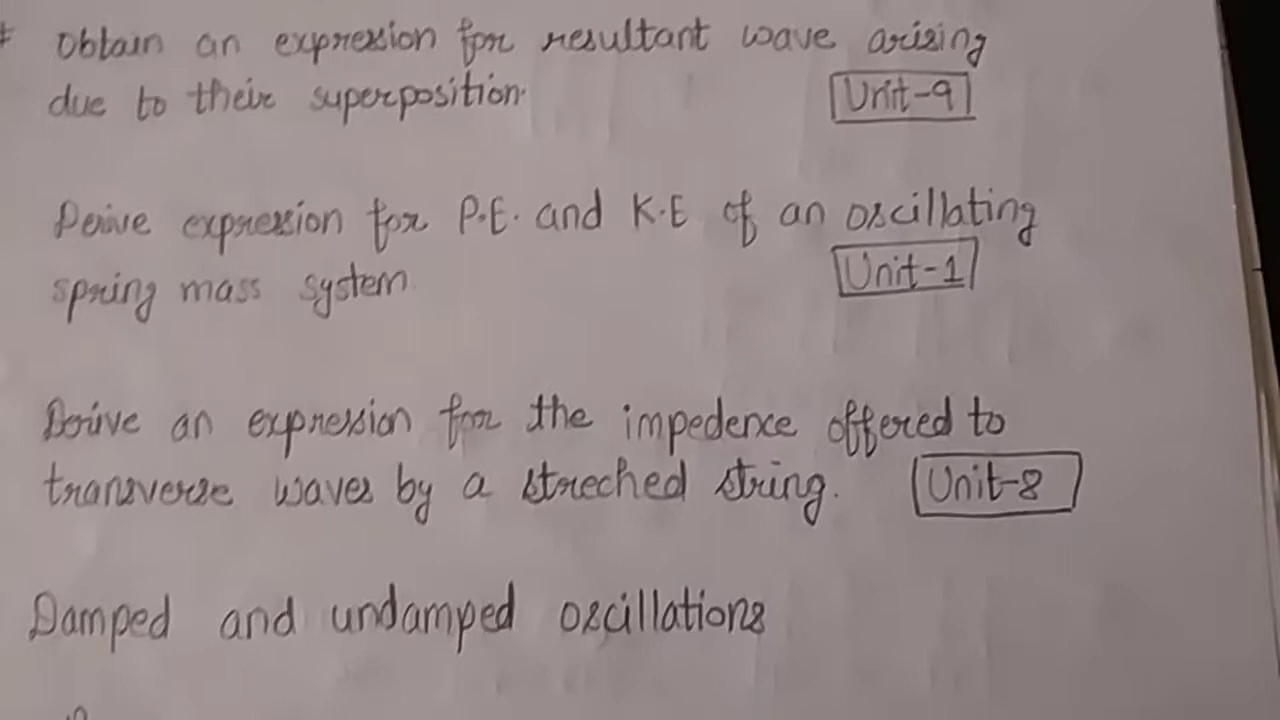 * Obtain an expression for resultant wave arising
due to their superposition.
Unit-9
Derive expression for P.E. and K.E of an oscillating
spring mass system.
Unit-1
Derive an expression for the impedence offered to
transverse waves by a streched string.
Unit-8
Damped and undamped oscillations